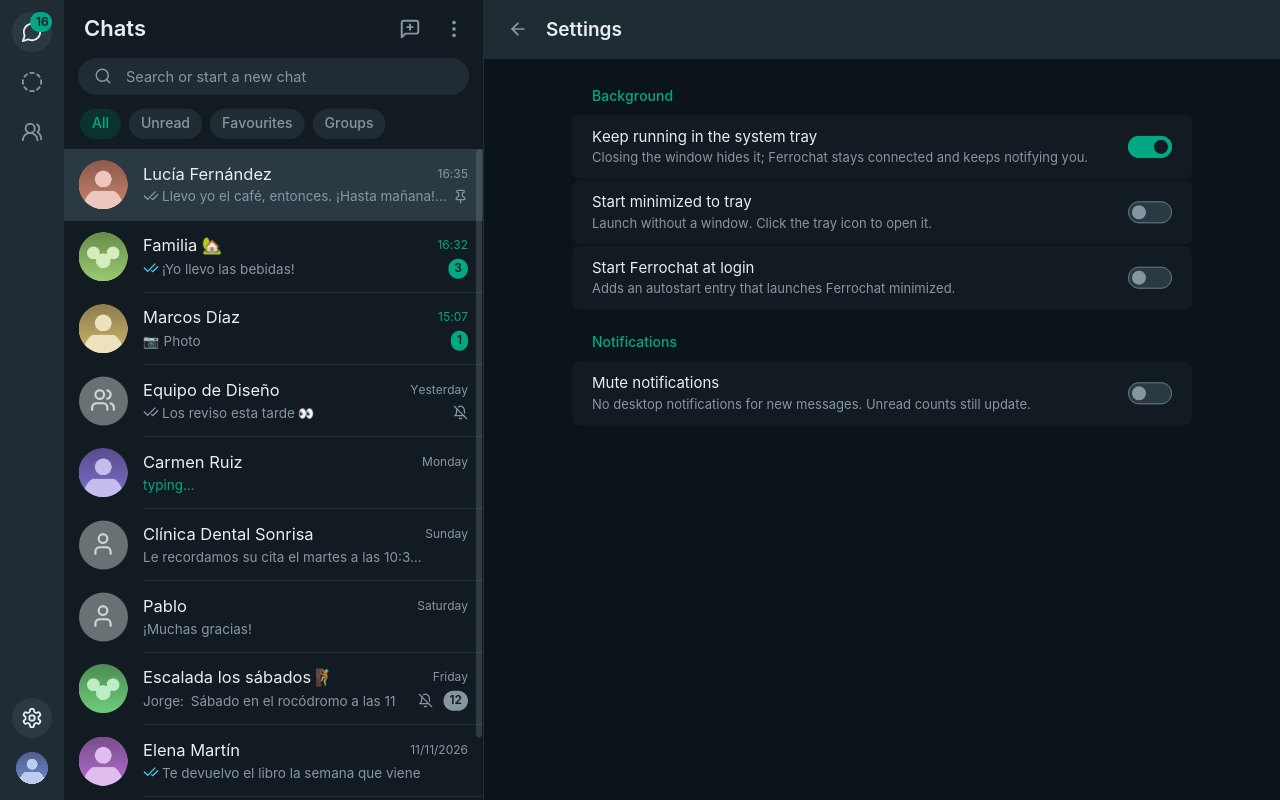 16
Chats
Search or start a new chat
All
Unread
Favourites
Groups
Lucía Fernández
16:35
Llevo yo el café, entonces. ¡Hasta mañana!...
Familia 🏡
16:32
¡Yo llevo las bebidas!
3
Marcos Díaz
15:07
📷 Photo
1
Equipo de Diseño
Yesterday
Los reviso esta tarde 👀
Carmen Ruiz
Monday
typing...
Clínica Dental Sonrisa
Sunday
Le recordamos su cita el martes a las 10:3...
Pablo
Saturday
¡Muchas gracias!
Escalada los sábados 🧗
Friday
Jorge: Sábado en el rocódromo a las 11
12
Elena Martín
11/11/2026
Te devuelvo el libro la semana que viene
Settings
Background
Keep running in the system tray
Closing the window hides it; Ferrochat stays connected and keeps notifying you.
Start minimized to tray
Launch without a window. Click the tray icon to open it.
Start Ferrochat at login
Adds an autostart entry that launches Ferrochat minimized.
Notifications
Mute notifications
No desktop notifications for new messages. Unread counts still update.